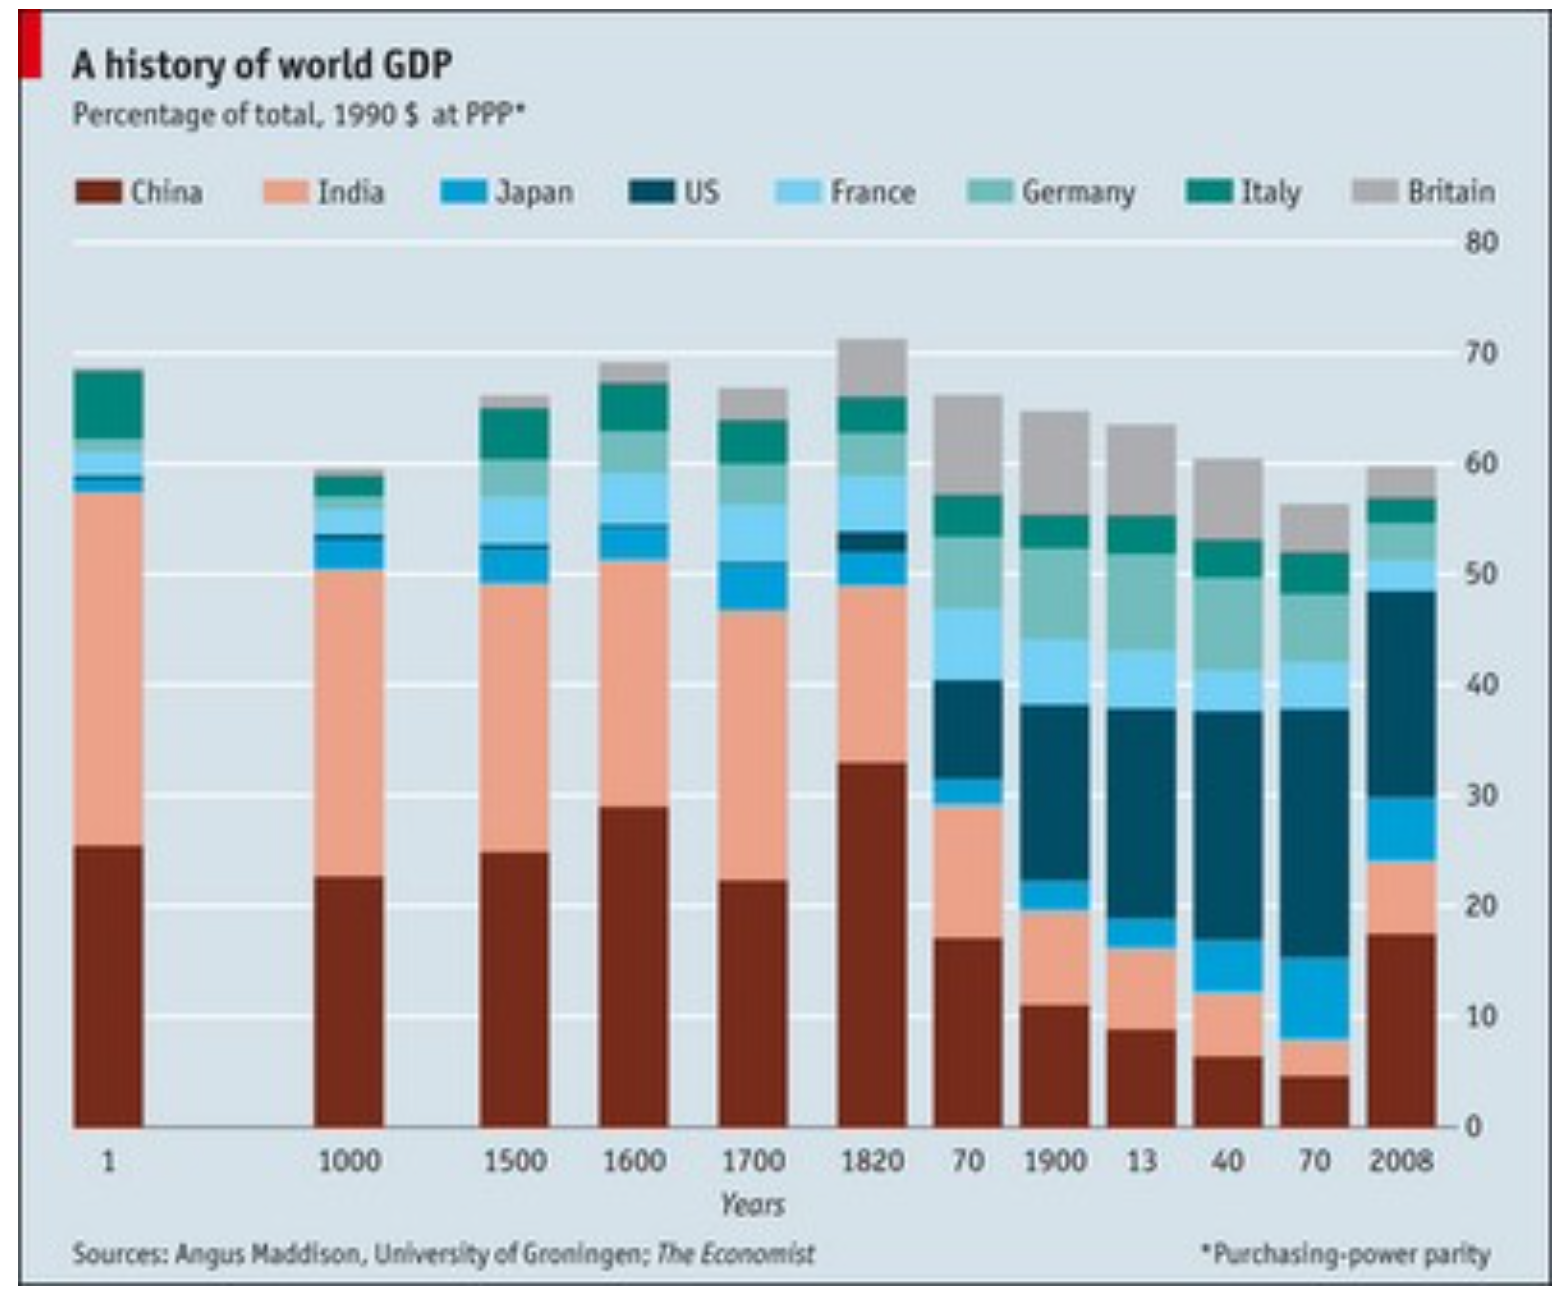 A history of world GDP
Percentage of total, 1990 $ at PPP*
China India Japan US France Germany Italy Britain
80
70
60
50
40
30
20
10
0
1 1000 1500 1600 1700 1820 70 1900 13 40 70 2008
Years
Sources: Angus Maddison, University of Groningen; The Economist *Purchasing-power parity